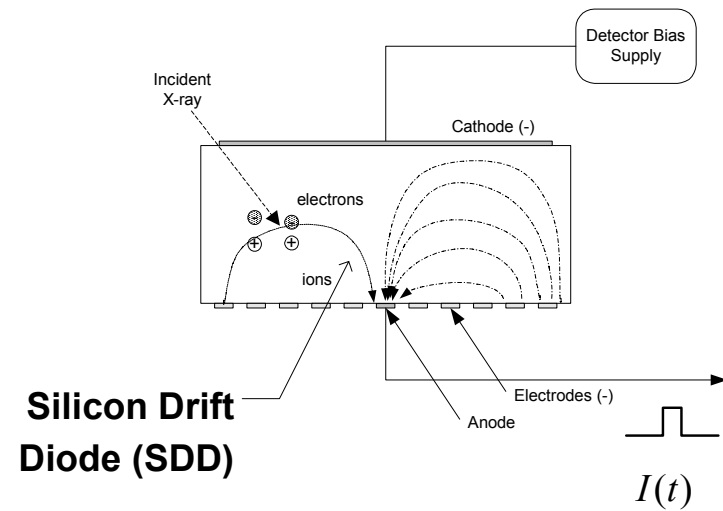 Detector Bias
Supply
Incident
X-ray
Cathode (-)
electrons
+
+
ions
Electrodes (-)
Anode
Silicon Drift
Diode (SDD)
I(t)